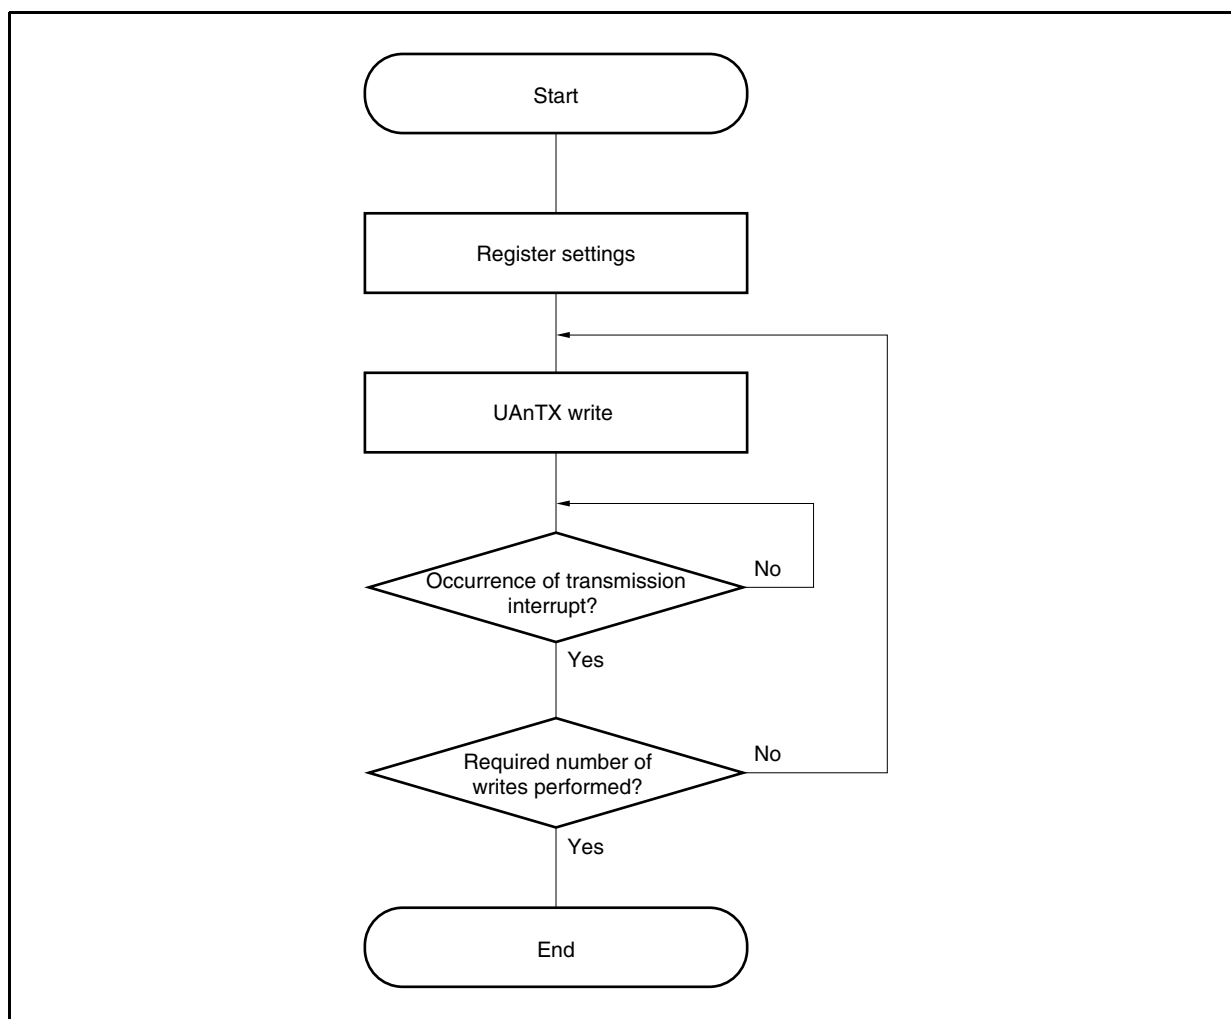 Start
Register settings
UAnTX write
Occurrence of transmission
interrupt?
No
Yes
Required number of
writes performed?
No
Yes
End